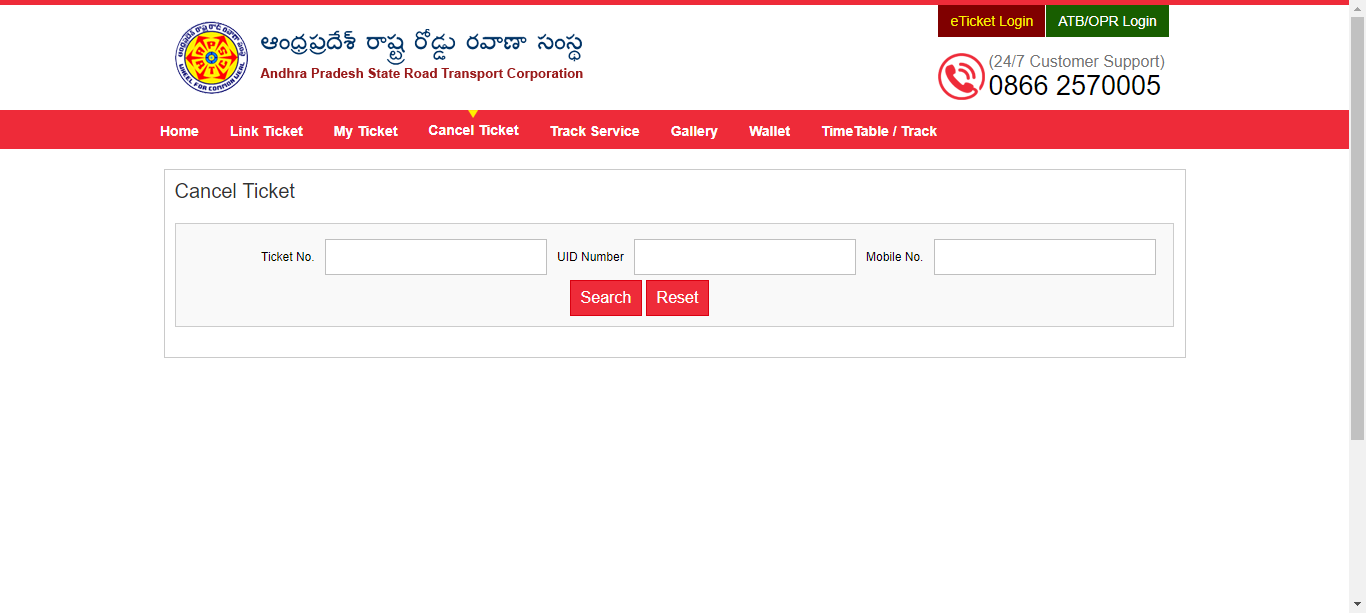 eTicket Login ATB/OPR Login
ఆంధ్రప్రదేశ్ రాష్ట్ర రోడ్డు రవాణా సంస్థ
Andhra Pradesh State Road Transport Corporation
(24/7 Customer Support)
0866 2570005
Home Link Ticket My Ticket Cancel Ticket Track Service Gallery Wallet TimeTable / Track
Cancel Ticket
Ticket No. UID Number Mobile No.
Search Reset